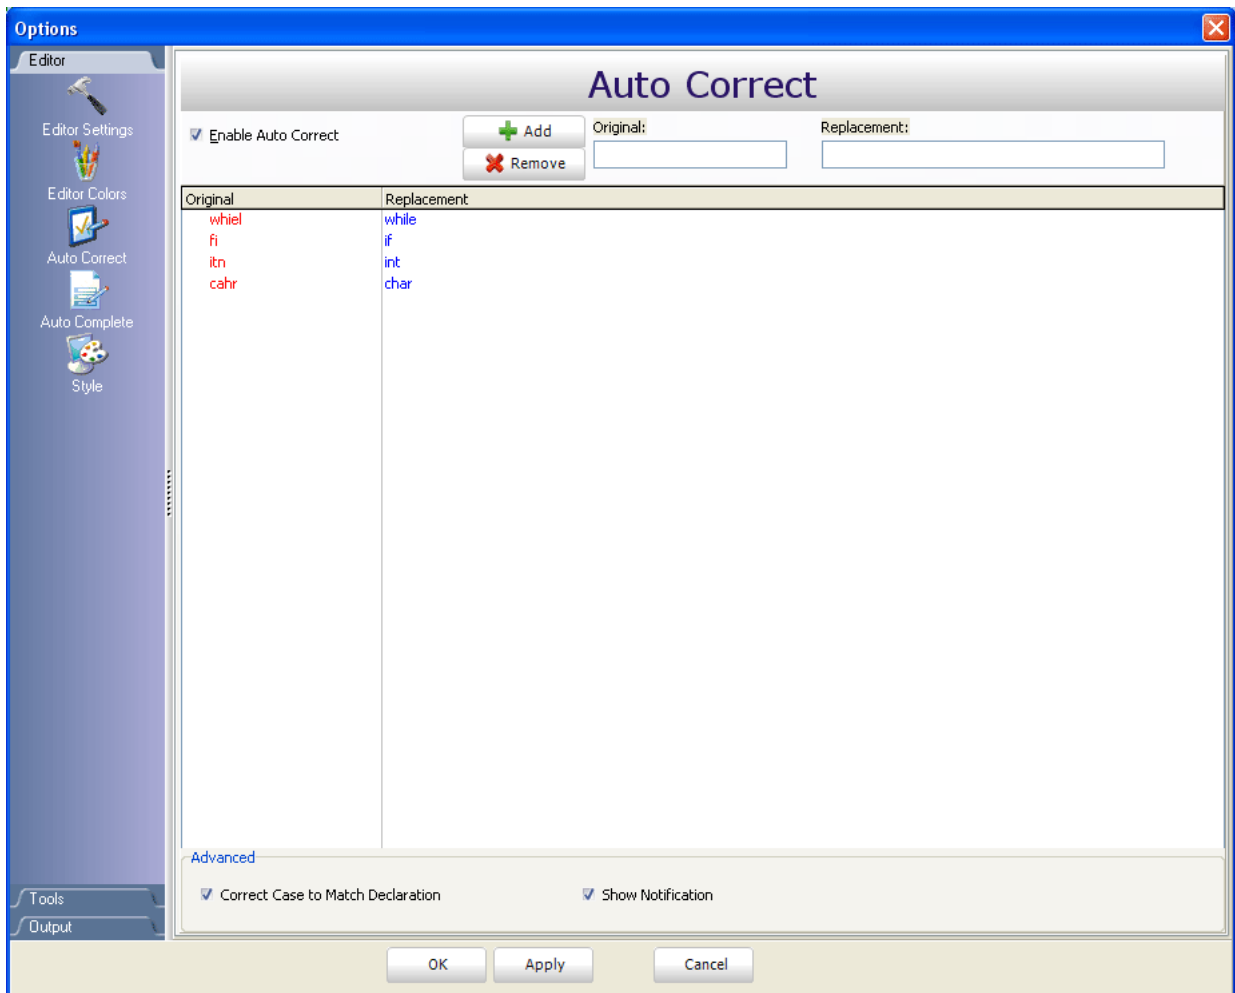 Options
Editor
Editor Settings
Editor Colors
Auto Correct
Auto Complete
Style
Tools
Output
Auto Correct
Enable Auto Correct
Add
Remove
Original:
Replacement:
Original Replacement
whiel while
fi if
itn int
cahr char
Advanced
Correct Case to Match Declaration
Show Notification
OK Apply Cancel